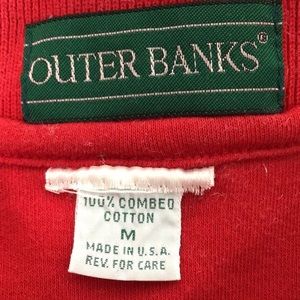 OUTER BANKS®
100% COMBED
COTTON
M
MADE IN U.S.A.
REV. FOR CARE